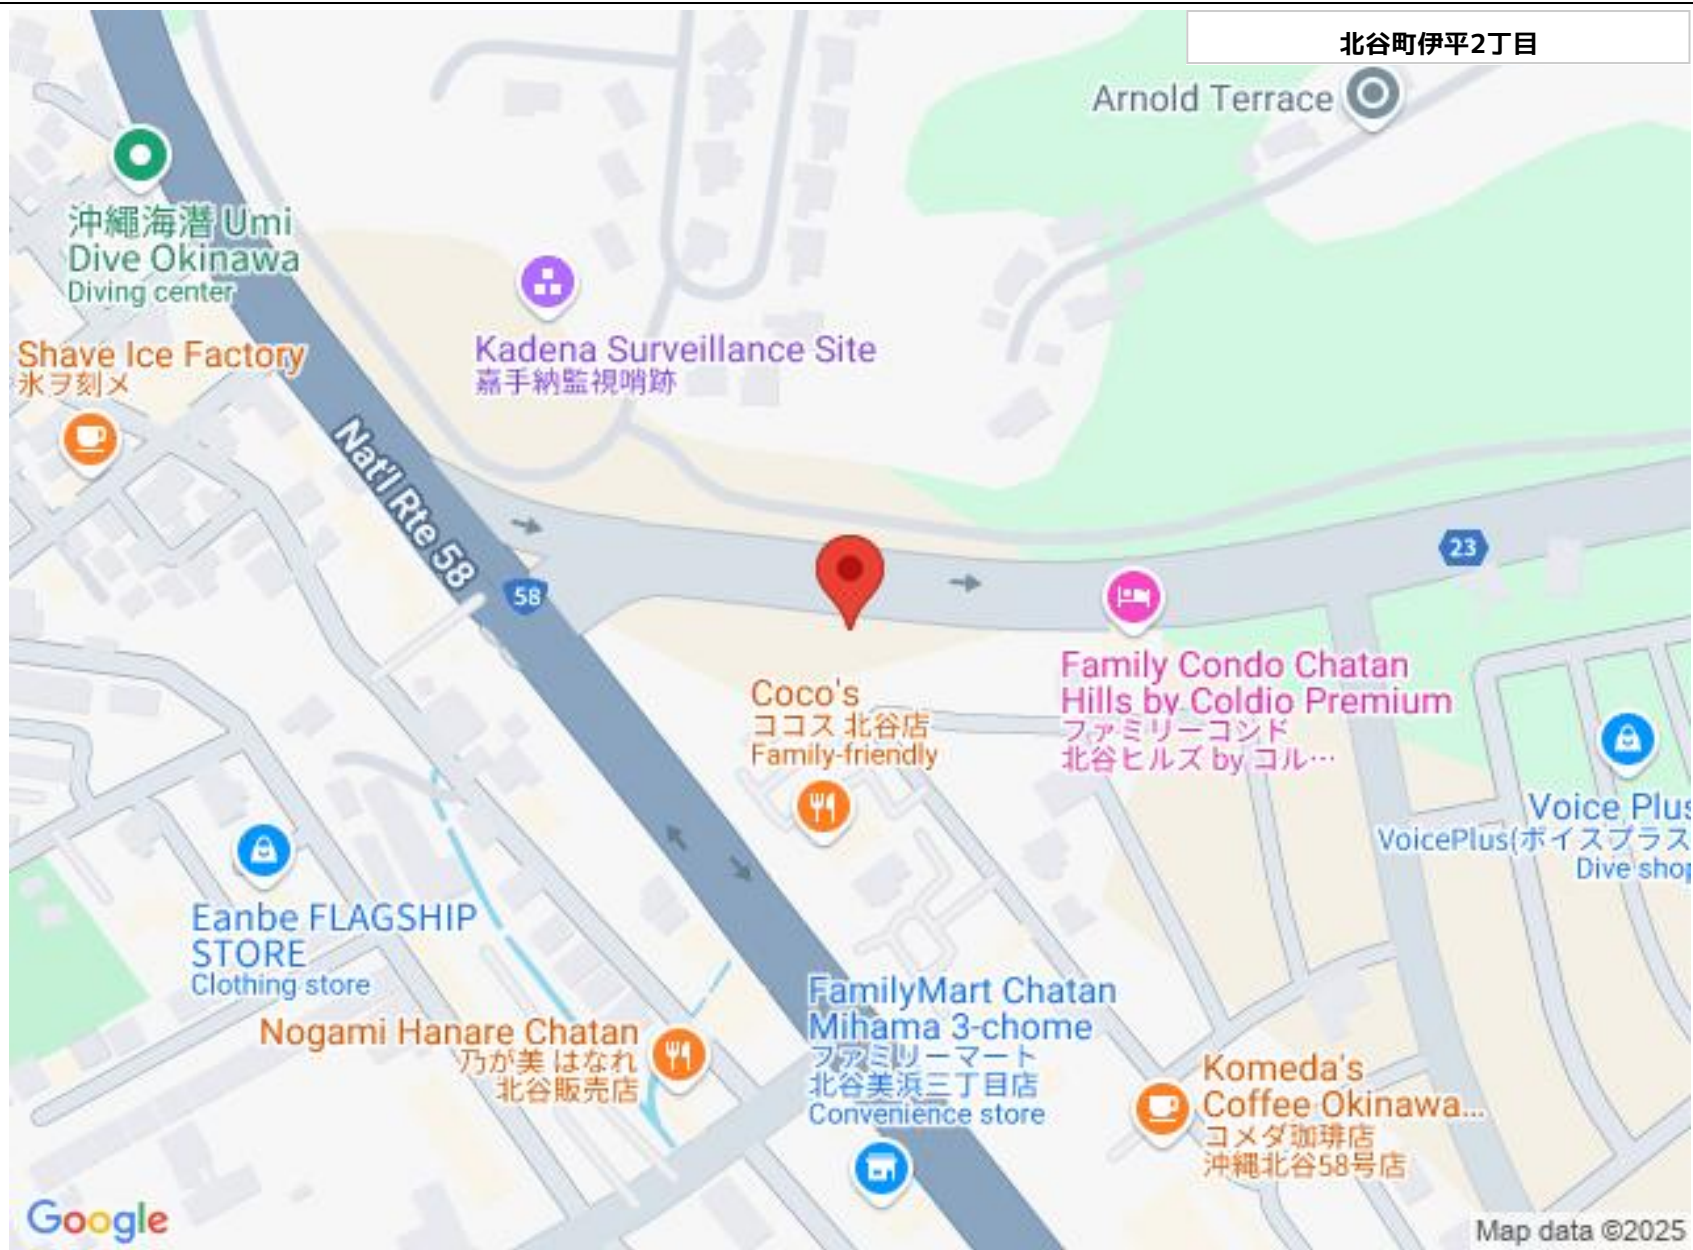 北谷町伊平2丁目
Arnold Terrace
沖縄海潛 Umi
Dive Okinawa
Diving center
Kadena Surveillance Site
嘉手納監視哨跡
Shave Ice Factory
氷ヲ刻メ
Nat'l Rte 58
58
23
Family Condo Chatan
Hills by Coldio Premium
ファミリーコンド
北谷ヒルズ by コル…
Coco's
ココス 北谷店
Family-friendly
Voice Plus
VoicePlus(ボイスプラス
Dive shop
Eanbe FLAGSHIP
STORE
Clothing store
Nogami Hanare Chatan
乃が美 はなれ
北谷販売店
FamilyMart Chatan
Mihama 3-chome
ファミリーマート
北谷美浜三丁目店
Convenience store
Komeda's
Coffee Okinawa...
コメダ珈琲店
沖縄北谷58号店
Google
Map data ©2025